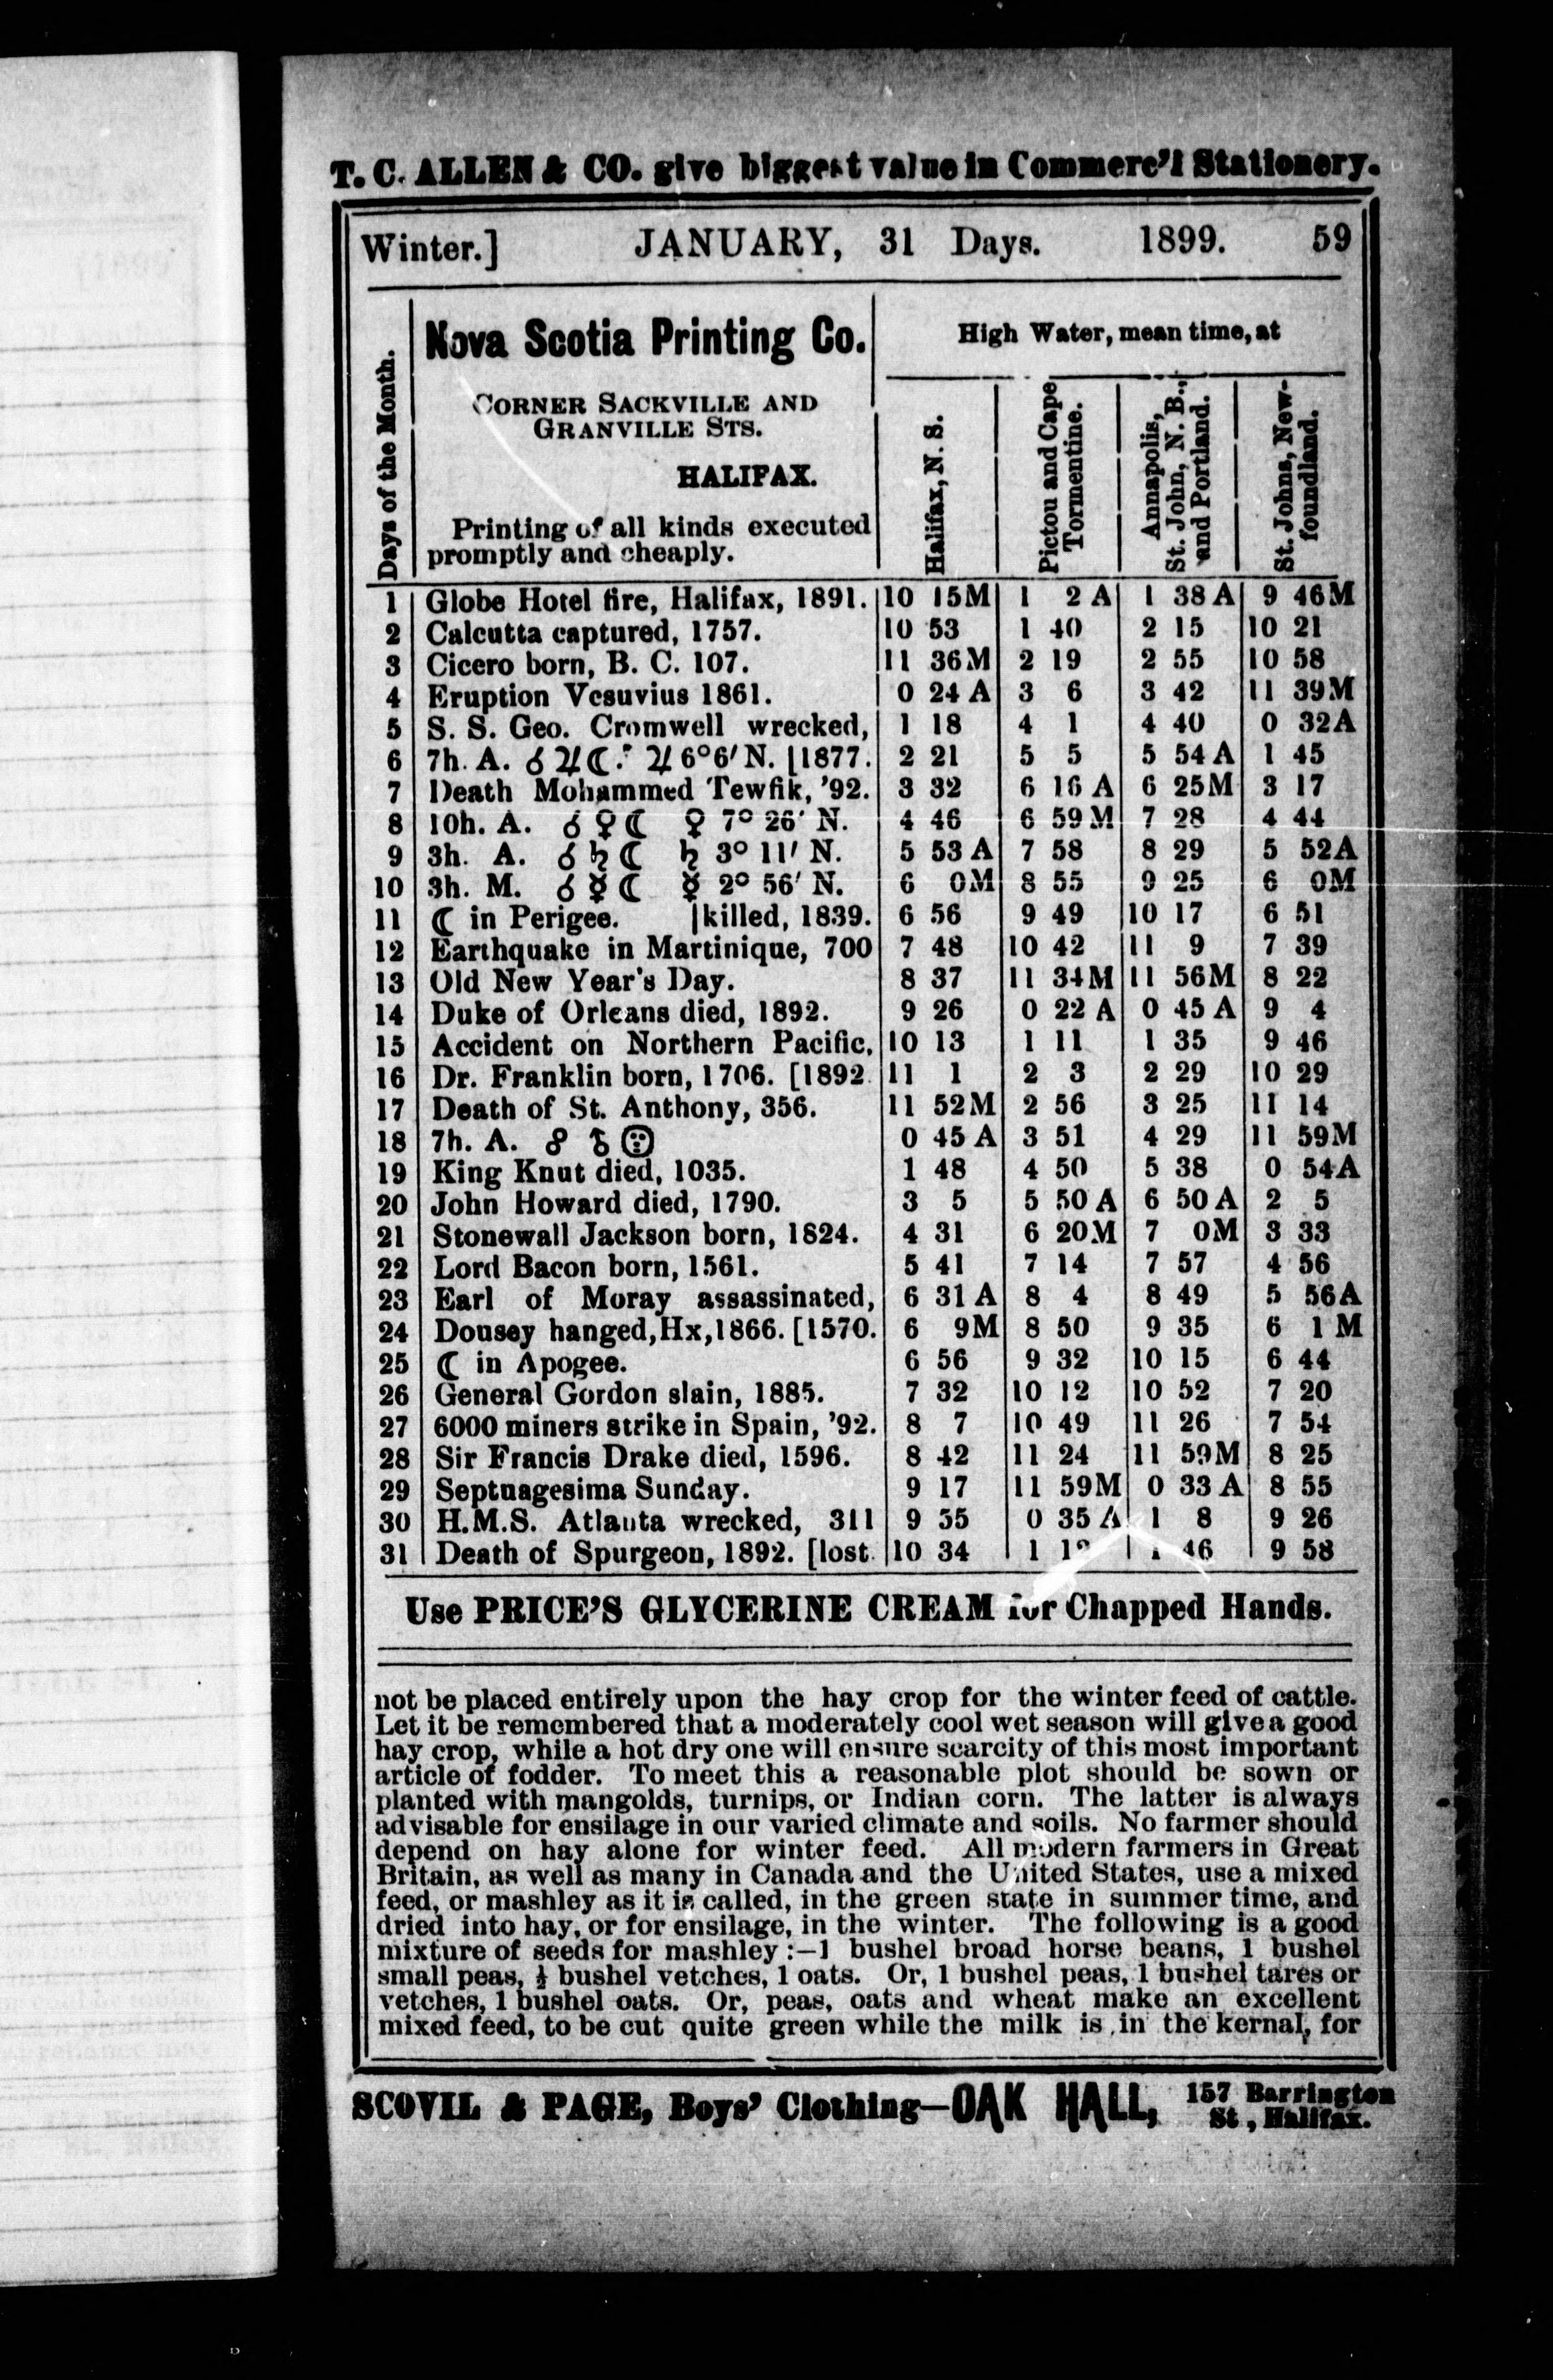 T. C. ALLEN & CO. give biggest value in Commerc'l Stationery.
Winter.] JANUARY, 31 Days. 1899. 59
Days of the Month.
Nova Scotia Printing Co.
CORNER SACKVILLE AND
GRANVILLE STS.
HALIFAX.
Printing of all kinds executed
promptly and cheaply.
High Water, mean time, at
Halifax, N. S.
Pictou and Cape
Tormentine.
Annapolis,
St. John, N. B.,
and Portland.
St. Johns, New-
foundland.
1 Globe Hotel fire, Halifax, 1891. 10 15M 1 2 A 1 38 A 9 46M
2 Calcutta captured, 1757. 10 53 1 40 2 15 10 21
3 Cicero born, B. C. 107. 11 36M 2 19 2 55 10 58
4 Eruption Vesuvius 1861. 0 24 A 3 6 3 42 11 39M
5 S. S. Geo. Cromwell wrecked, 1 18 4 1 4 40 0 32A
6 7h. A. ☌ ♃ ☾ ♃ 6°6′ N. [1877. 2 21 5 5 5 54 A 1 45
7 Death Mohammed Tewfik, '92. 3 32 6 16 A 6 25M 3 17
8 10h. A. ☌ ♀ ☾ ♀ 7° 26′ N. 4 46 6 59 M 7 28 4 44
9 3h. A. ☌ ♄ ☾ ♄ 3° 11′ N. 5 53 A 7 58 8 29 5 52A
10 3h. M. ☌ ☿ ☾ ☿ 2° 56′ N. 6 0M 8 55 9 25 6 0M
11 ☾ in Perigee. [killed, 1839. 6 56 9 49 10 17 6 51
12 Earthquake in Martinique, 700 7 48 10 42 11 9 7 39
13 Old New Year's Day. 8 37 11 34M 11 56M 8 22
14 Duke of Orleans died, 1892. 9 26 0 22 A 0 45 A 9 4
15 Accident on Northern Pacific, 10 13 1 11 1 35 9 46
16 Dr. Franklin born, 1706. [1892. 11 1 2 3 2 29 10 29
17 Death of St. Anthony, 356. 11 52M 2 56 3 25 11 14
18 7h. A. ☍ 0 45 A 3 51 4 29 11 59M
19 King Knut died, 1035. 1 48 4 50 5 38 0 54A
20 John Howard died, 1790. 3 5 5 50 A 6 50 A 2 5
21 Stonewall Jackson born, 1824. 4 31 6 20M 7 0M 3 33
22 Lord Bacon born, 1561. 5 41 7 14 7 57 4 56
23 Earl of Moray assassinated, 6 31 A 8 4 8 49 5 56A
24 Dousey hanged,Hx,1866. [1570. 6 9M 8 50 9 35 6 1 M
25 ☾ in Apogee. 6 56 9 32 10 15 6 44
26 General Gordon slain, 1885. 7 32 10 12 10 52 7 20
27 6000 miners strike in Spain, '92. 8 7 10 49 11 26 7 54
28 Sir Francis Drake died, 1596. 8 42 11 24 11 59M 8 25
29 Septuagesima Sunday. 9 17 11 59M 0 33 A 8 55
30 H.M.S. Atlanta wrecked, 311 9 55 0 35 A 1 8 9 26
31 Death of Spurgeon, 1892. [lost. 10 34 1 46 9 58
Use PRICE'S GLYCERINE CREAM for Chapped Hands.
not be placed entirely upon the hay crop for the winter feed of cattle.
Let it be remembered that a moderately cool wet season will give a good
hay crop, while a hot dry one will ensure scarcity of this most important
article of fodder. To meet this a reasonable plot should be sown or
planted with mangolds, turnips, or Indian corn. The latter is always
advisable for ensilage in our varied climate and soils. No farmer should
depend on hay alone for winter feed. All modern farmers in Great
Britain, as well as many in Canada and the United States, use a mixed
feed, or mashley as it is called, in the green state in summer time, and
dried into hay, or for ensilage, in the winter. The following is a good
mixture of seeds for mashley :—1 bushel broad horse beans, 1 bushel
small peas, ½ bushel vetches, 1 oats. Or, 1 bushel peas, 1 bushel tares or
vetches, 1 bushel oats. Or, peas, oats and wheat make an excellent
mixed feed, to be cut quite green while the milk is in the kernal, for
SCOVIL & PAGE, Boys' Clothing—OAK HALL, 157 Barrington
St., Halifax.